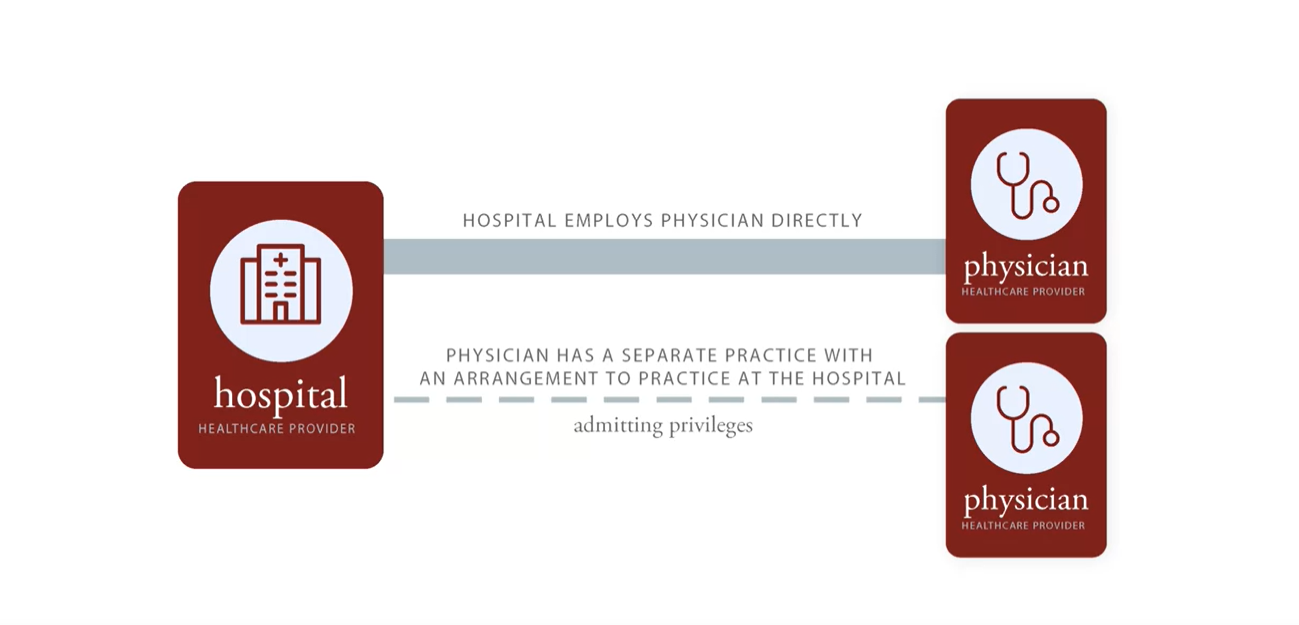 hospital
HEALTHCARE PROVIDER
HOSPITAL EMPLOYS PHYSICIAN DIRECTLY
PHYSICIAN HAS A SEPARATE PRACTICE WITH
AN ARRANGEMENT TO PRACTICE AT THE HOSPITAL
admitting privileges
physician
HEALTHCARE PROVIDER
physician
HEALTHCARE PROVIDER